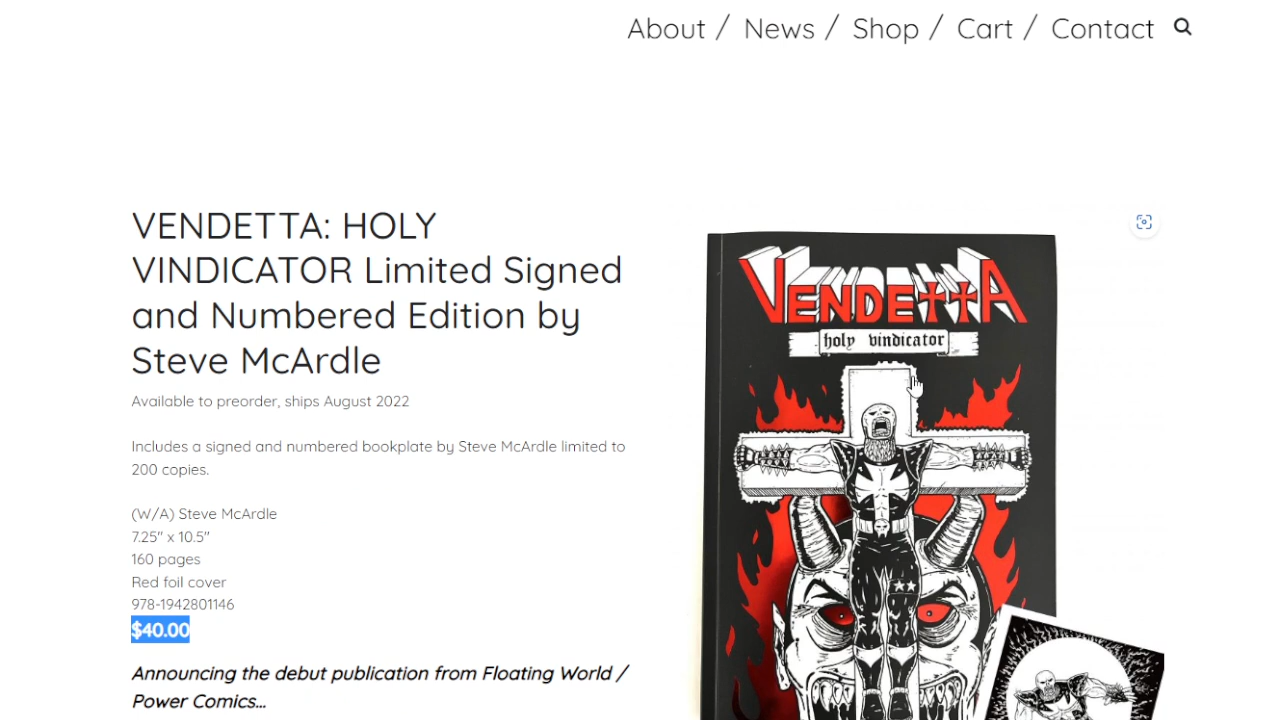 About / News / Shop / Cart / Contact
VENDETTA: HOLY
VINDICATOR Limited Signed
and Numbered Edition by
Steve McArdle
Available to preorder, ships August 2022
Includes a signed and numbered bookplate by Steve McArdle limited to
200 copies.
(W/A) Steve McArdle
7.25" x 10.5"
160 pages
Red foil cover
978-1942801146
$40.00
Announcing the debut publication from Floating World /
Power Comics...
VENDETTA
holy vindicator